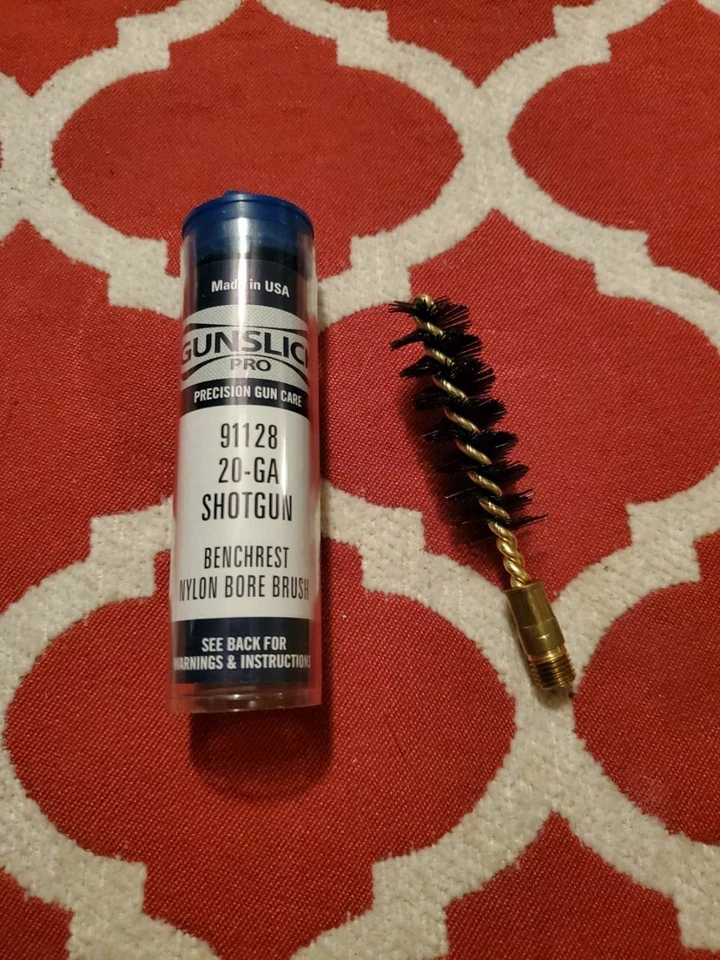 Made in USA
GUNSLICK
PRO
PRECISION GUN CARE
91128
20-GA
SHOTGUN
BENCHREST
NYLON BORE BRUSH
SEE BACK FOR
WARNINGS & INSTRUCTIONS